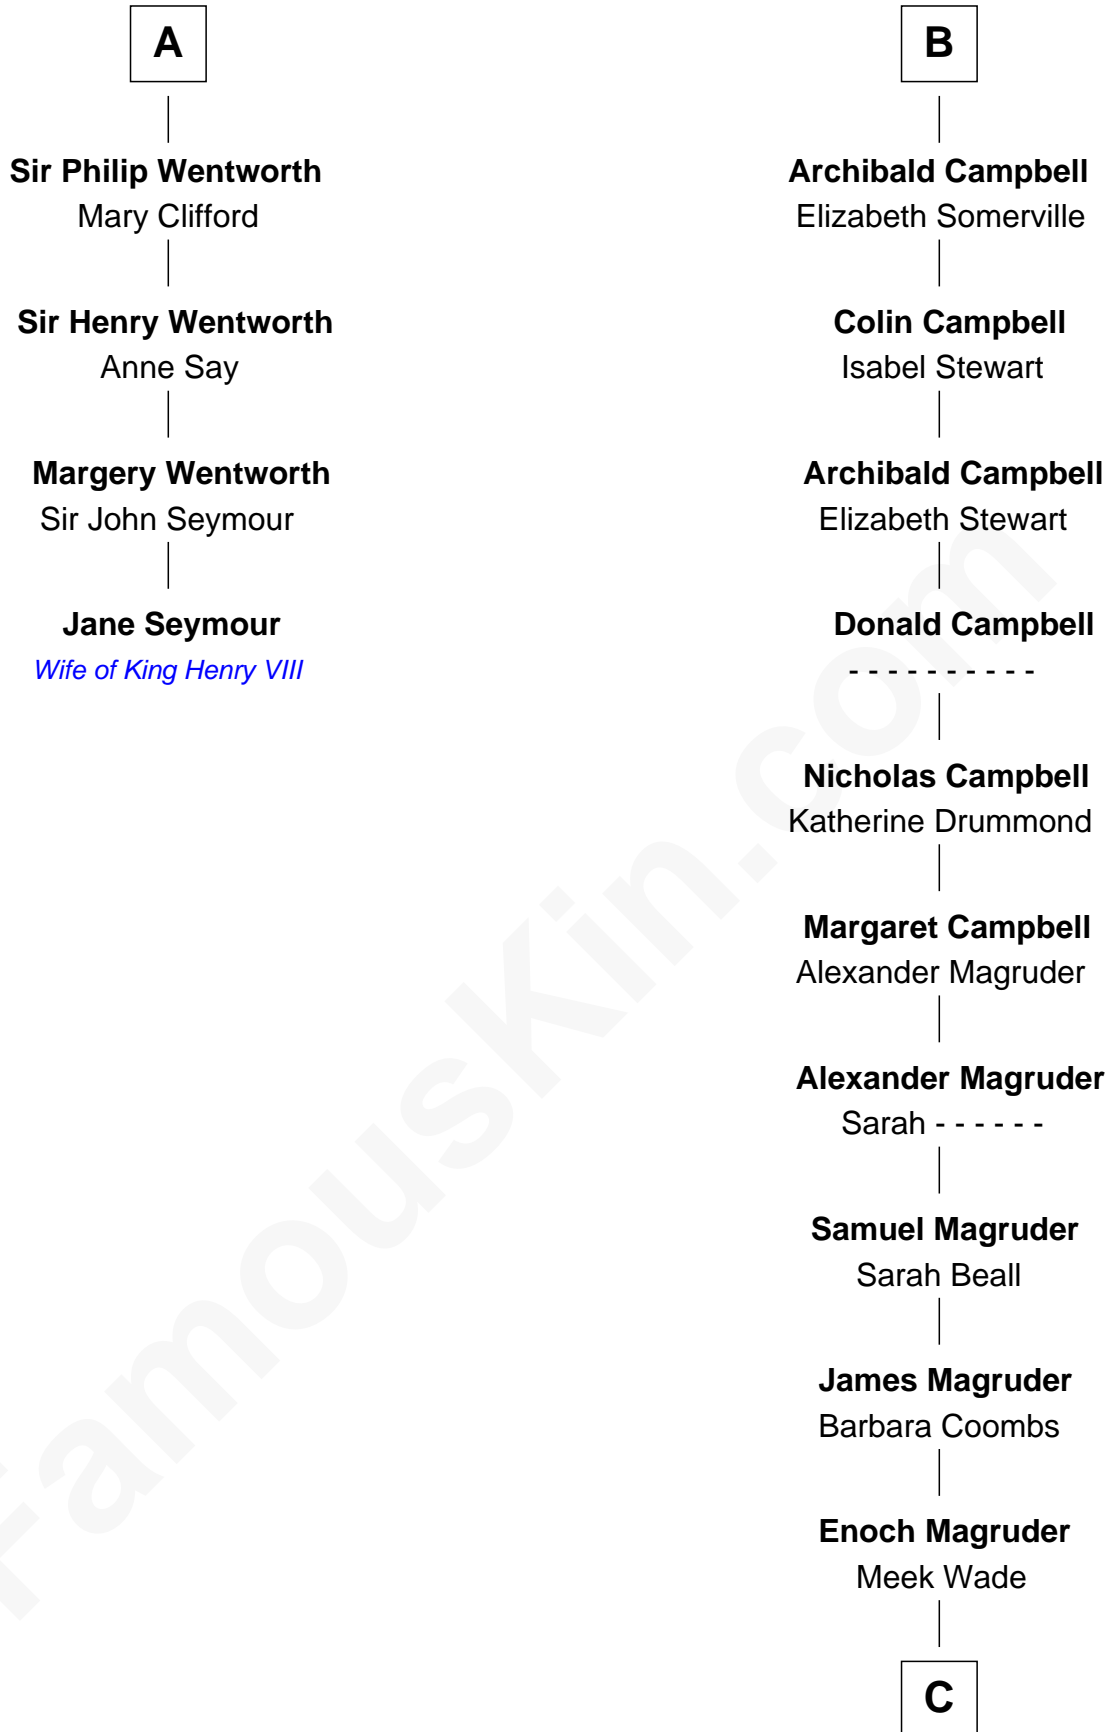 A
Sir Philip Wentworth
Mary Clifford
Sir Henry Wentworth
Anne Say
Margery Wentworth
Sir John Seymour
Jane Seymour
Wife of King Henry VIII
B
Archibald Campbell
Elizabeth Somerville
Colin Campbell
Isabel Stewart
Archibald Campbell
Elizabeth Stewart
Donald Campbell
- - - - - - - - - -
Nicholas Campbell
Katherine Drummond
Margaret Campbell
Alexander Magruder
Alexander Magruder
Sarah - - - - - -
Samuel Magruder
Sarah Beall
James Magruder
Barbara Coombs
Enoch Magruder
Meek Wade
C
FamousKin.com